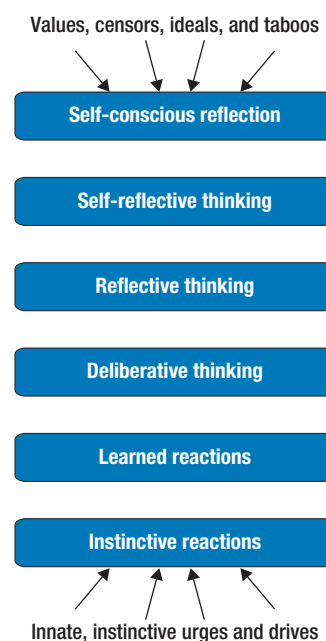 Values, censors, ideals, and taboos
Self-conscious reflection
Self-reflective thinking
Reflective thinking
Deliberative thinking
Learned reactions
Instinctive reactions
Innate, instinctive urges and drives